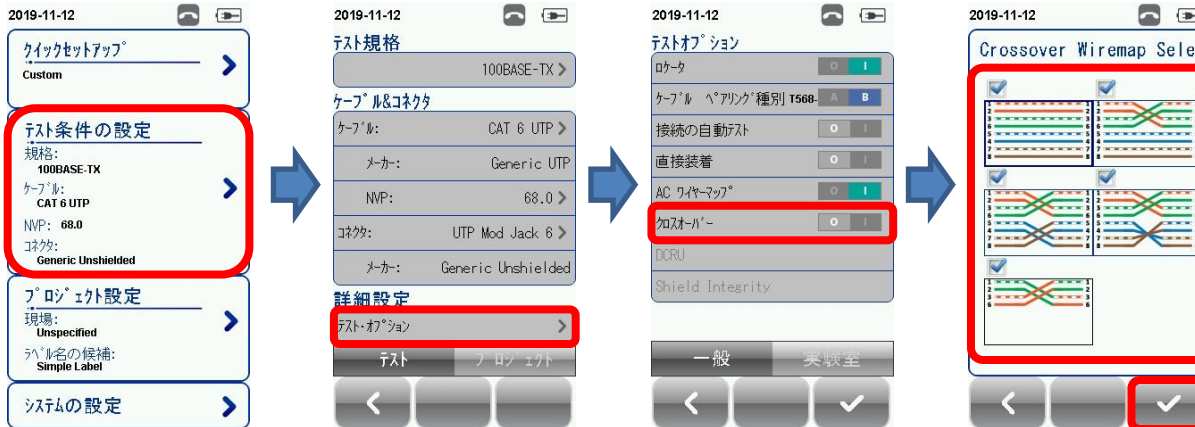 2019-11-12
クイックセットアップ
Custom
テスト条件の設定
規格:
100BASE-TX
ケーブル:
CAT 6 UTP
NVP: 68.0
コネクタ:
Generic Unshielded
プロジェクト設定
現場:
Unspecified
ラベル名の候補:
Simple Label
システムの設定
2019-11-12
テスト規格
100BASE-TX >
ケーブル&コネクタ
ケーブル: CAT 6 UTP >
メーカー: Generic UTP
NVP: 68.0 >
コネクタ: UTP Mod Jack 6 >
メーカー: Generic Unshielded
詳細設定
テスト・オプション >
テスト プロジェクト
2019-11-12
テストオプション
ロケータ O I
ケーブル ペアリング種別 T568- A B
接続の自動テスト O I
直接装着 O I
AC ワイヤーマップ O I
クロスオーバー O I
DCRU
Shield Integrity
一般 実験室
2019-11-12
Crossover Wiremap Sele